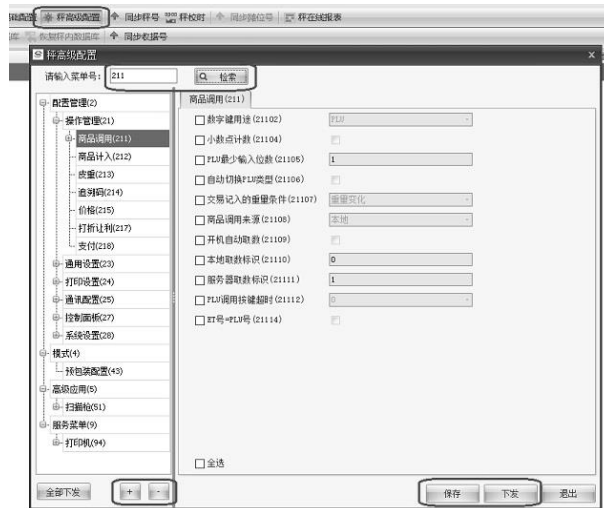 秤高级配置 同步秤号 秤校时 同步铺位号 秤在线报表
恢复秤内数据库 同步收据号
秤高级配置 x
请输入菜单号: 211 检索
配置管理(2)
操作管理(21)
商品调用(211)
商品计入(212)
皮重(213)
追溯码(214)
价格(215)
打折让利(217)
支付(218)
通用设置(23)
打印设置(24)
通讯配置(25)
控制面板(27)
系统设置(28)
模式(4)
预包装配置(43)
高级应用(5)
扫描枪(51)
服务菜单(9)
打印机(94)
商品调用(211)
数字键用途(21102) PLU
小数点计数(21104)
PLU最少输入位数(21105) 1
自动切换PLU类型(21106)
交易记入的重量条件(21107) 重量变化
商品调用来源(21108) 本地
开机自动取数(21109)
本地取数标识(21110) 0
服务器取数标识(21111) 1
PLU调用按键超时(21112) 0
ET号=PLU号(21114)
全选
全部下发 + - 保存 下发 退出